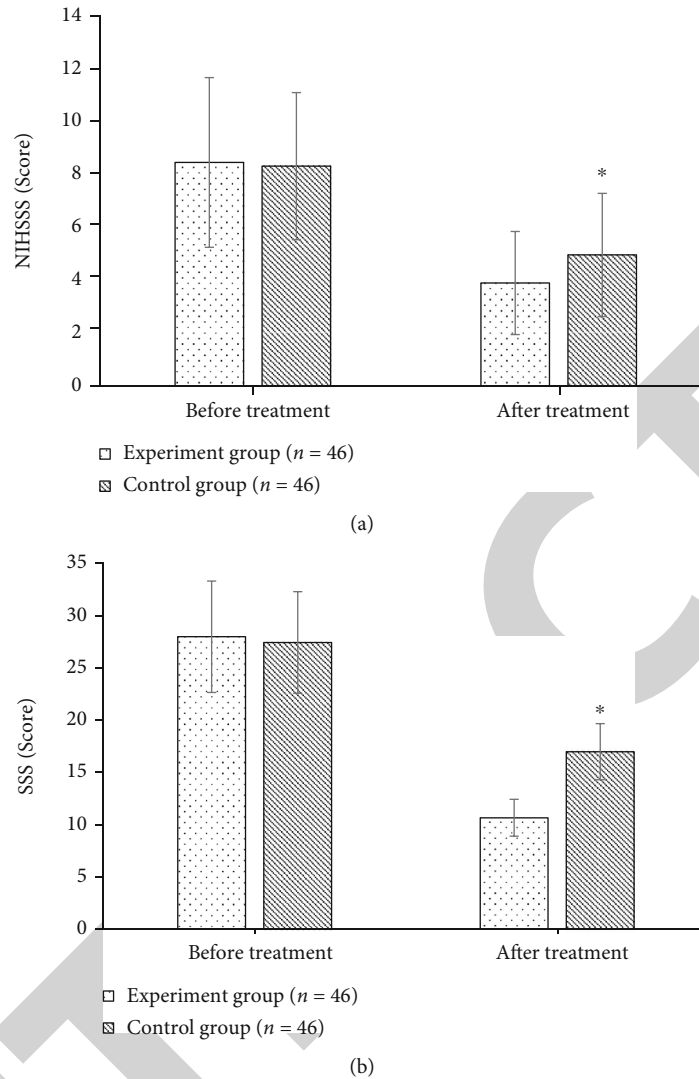 14
12
10
8
6
4
2
0
NIHSSS (Score)
*
Before treatment
After treatment
Experiment group (n = 46)
Control group (n = 46)
(a)
35
30
25
20
15
10
5
0
SSS (Score)
*
Before treatment
After treatment
Experiment group (n = 46)
Control group (n = 46)
(b)